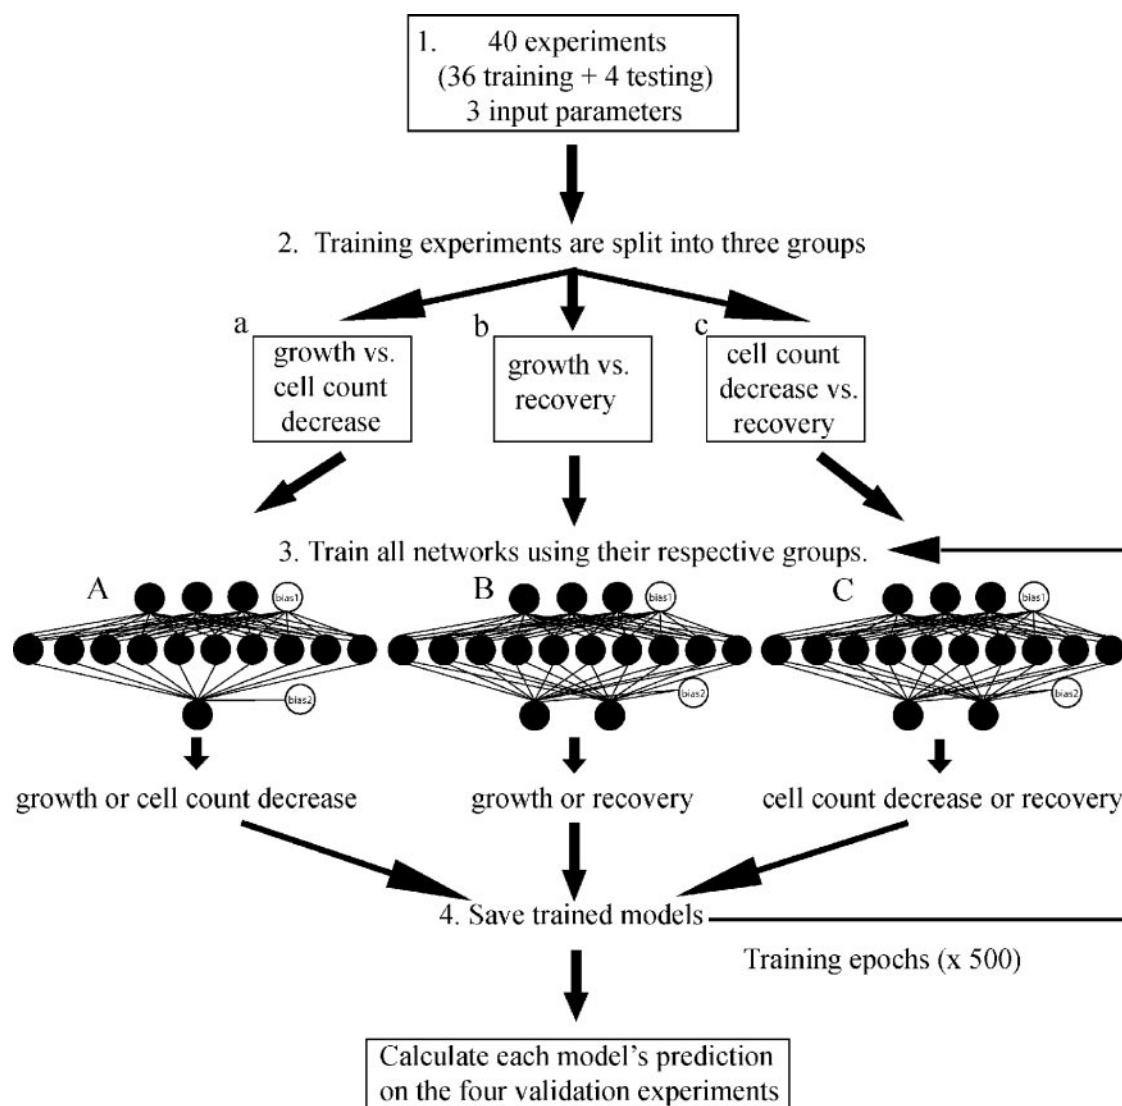 1. 40 experiments
(36 training + 4 testing)
3 input parameters
2. Training experiments are split into three groups
a
growth vs.
cell count
decrease
b
growth vs.
recovery
c
cell count
decrease vs.
recovery
3. Train all networks using their respective groups.
A
bias1
bias2
B
bias1
bias2
C
bias1
bias2
growth or cell count decrease
growth or recovery
cell count decrease or recovery
4. Save trained models
Training epochs (x 500)
Calculate each model's prediction
on the four validation experiments